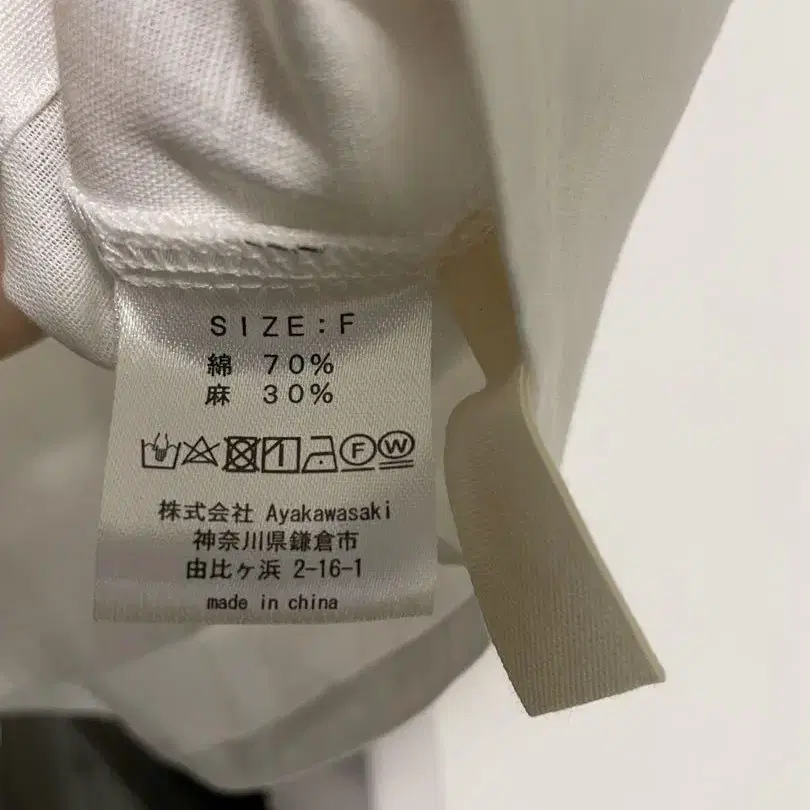 SIZE:F
綿 70%
麻 30%
F W
株式会社 Ayakawasaki
神奈川県鎌倉市
由比ヶ浜 2-16-1
made in china